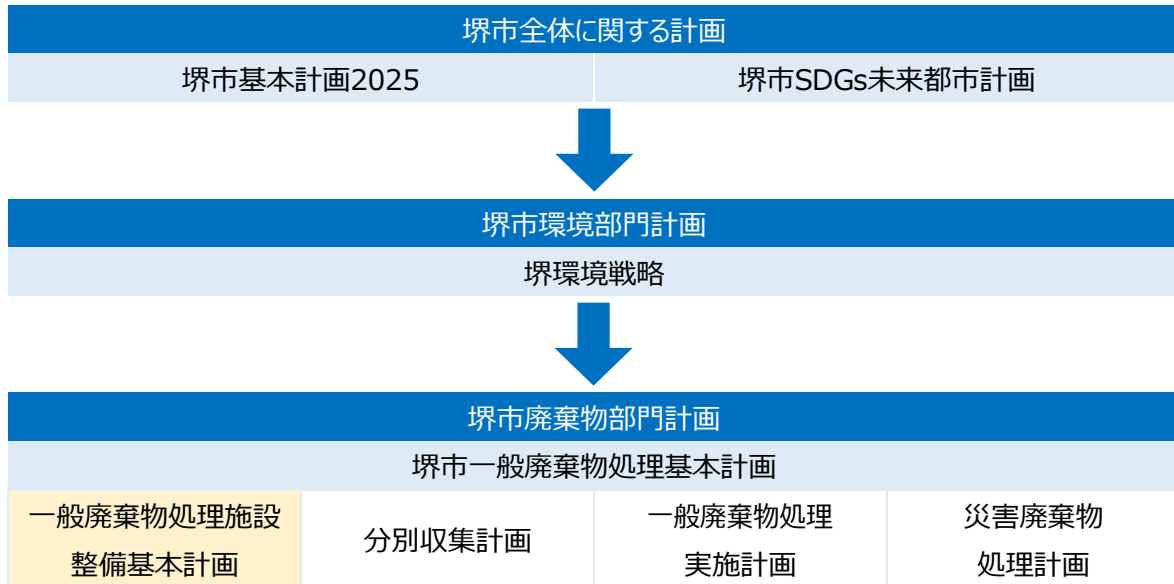 堺市全体に関する計画
堺市基本計画2025
堺市SDGs未来都市計画
堺市環境部門計画
堺環境戦略
堺市廃棄物部門計画
堺市一般廃棄物処理基本計画
一般廃棄物処理施設
整備基本計画
分別収集計画
一般廃棄物処理
実施計画
災害廃棄物
処理計画